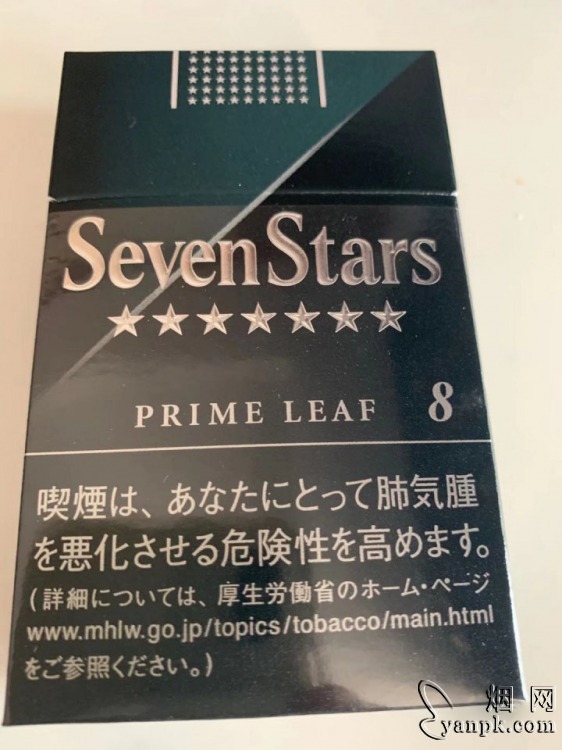 Seven Stars
PRIME LEAF 8
喫煙は、あなたにとって肺気腫
を悪化させる危険性を高めます。
(詳細については、厚生労働省のホーム・ページ
www.mhlw.go.jp/topics/tobacco/main.html
をご参照ください。)
烟网
yanpk.com